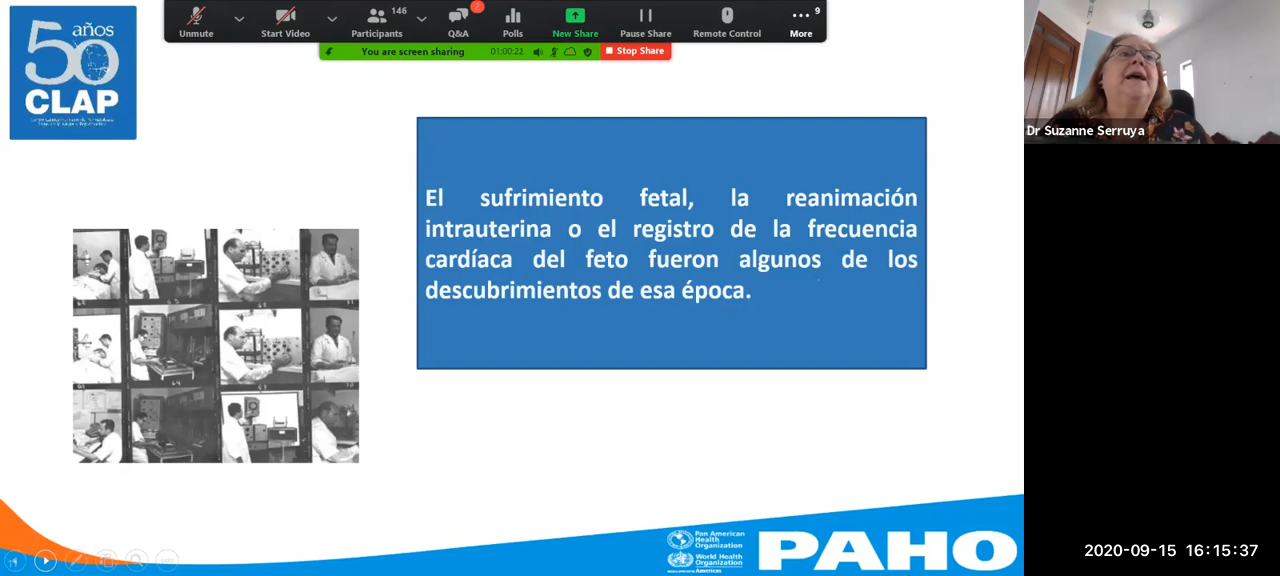 50 años
CLAP
Unmute
Start Video
146
Participants
2
Q&A
Polls
New Share
Pause Share
Remote Control
9
More
You are screen sharing
01:00:22
Stop Share
Dr Suzanne Serruya
El sufrimiento fetal, la reanimación
intrauterina o el registro de la frecuencia
cardíaca del feto fueron algunos de los
descubrimientos de esa época.
Pan American
Health
Organization
World Health
Organization
Americas
PAHO
2020-09-15 16:15:37